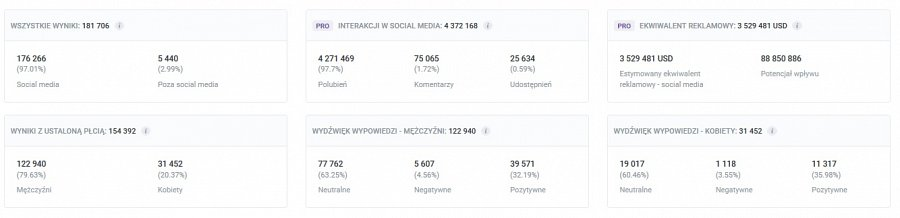 WSZYSTKIE WYNIKI: 181 706 i
176 266
(97.01%)
Social media
5 440
(2.99%)
Poza social media
PRO INTERAKCJI W SOCIAL MEDIA: 4 372 168 i
4 271 469
(97.7%)
Polubień
75 065
(1.72%)
Komentarzy
25 634
(0.59%)
Udostępnień
PRO EKWIWALENT REKLAMOWY: 3 529 481 USD i
3 529 481 USD
Estymowany ekwiwalent
reklamowy - social media
88 850 886
Potencjał wpływu
WYNIKI Z USTALONĄ PŁCIĄ: 154 392 i
122 940
(79.63%)
Mężczyźni
31 452
(20.37%)
Kobiety
WYDŹWIĘK WYPOWIEDZI - MĘŻCZYŹNI: 122 940 i
77 762
(63.25%)
Neutralne
5 607
(4.56%)
Negatywne
39 571
(32.19%)
Pozytywne
WYDŹWIĘK WYPOWIEDZI - KOBIETY: 31 452 i
19 017
(60.46%)
Neutralne
1 118
(3.55%)
Negatywne
11 317
(35.98%)
Pozytywne